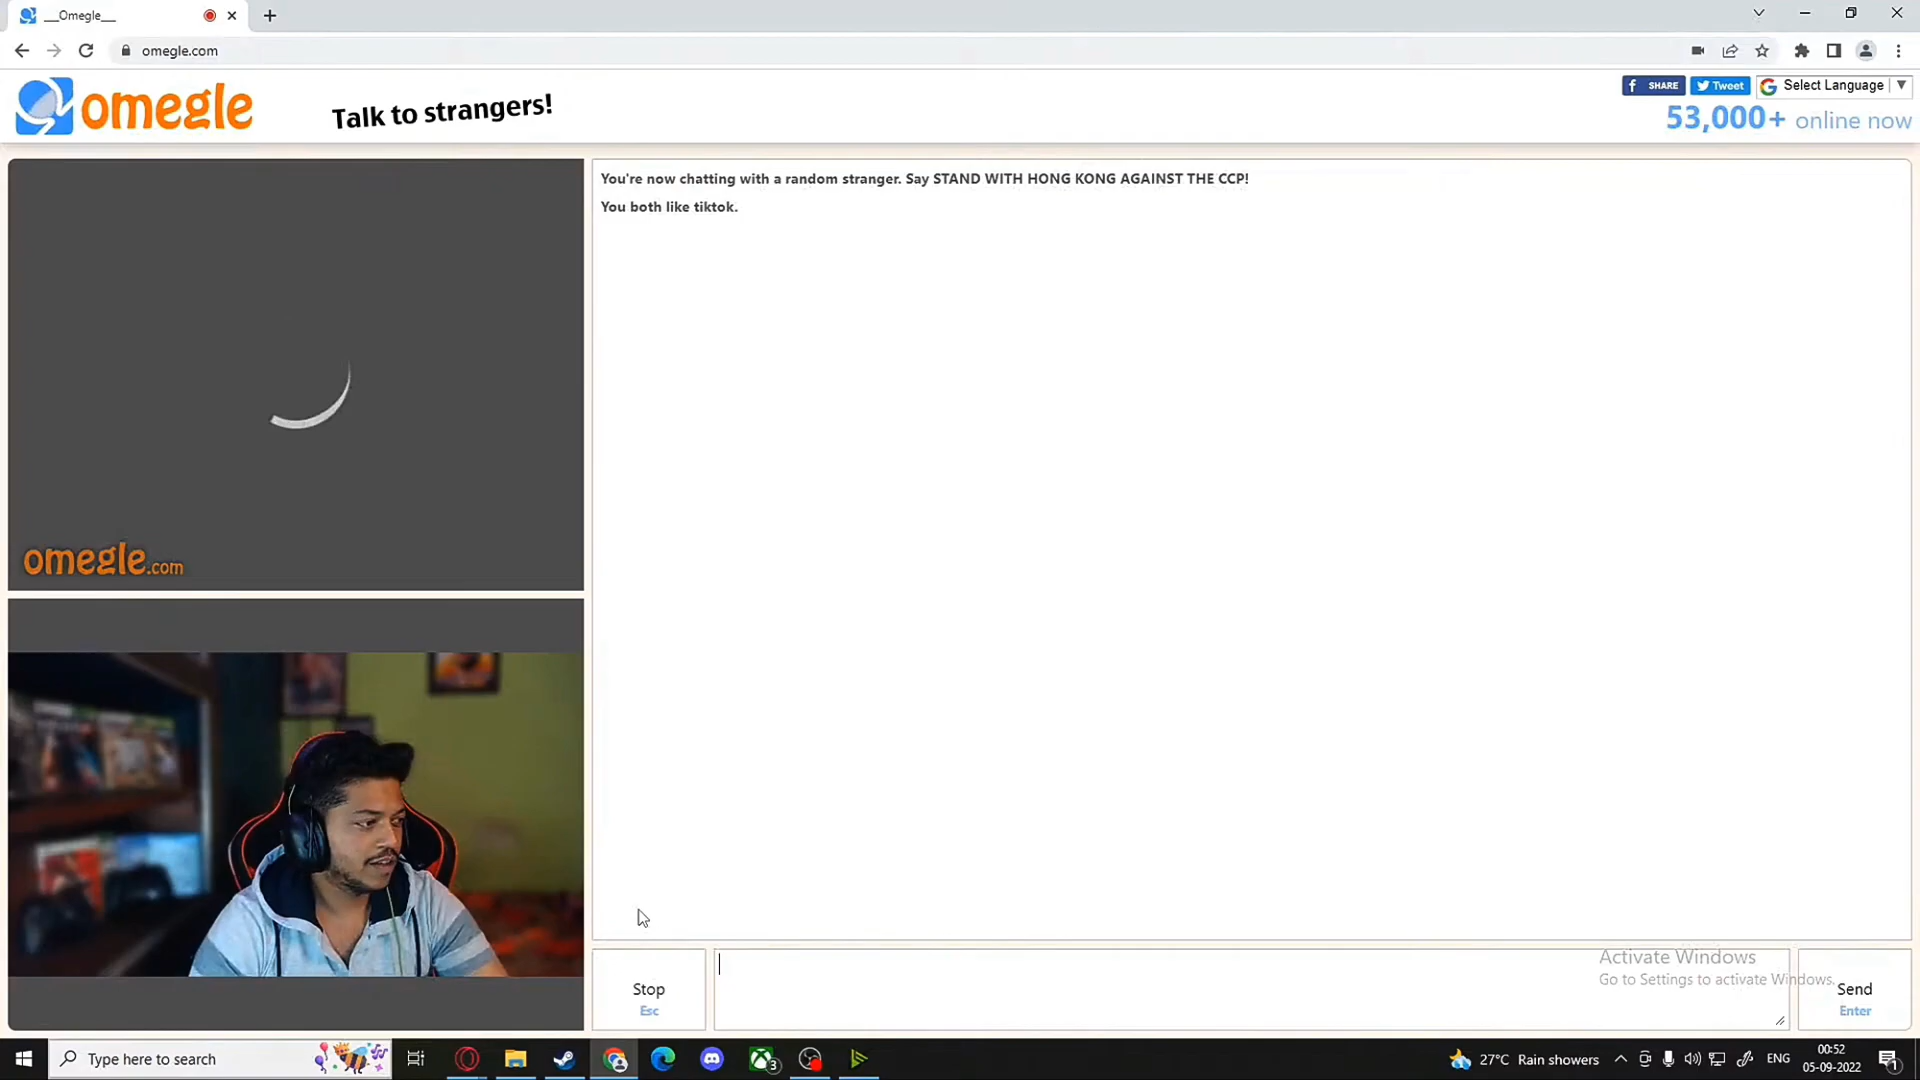 __Omegle__
omegle.com
omegle
Talk to strangers!
SHARE
Tweet
Select Language
53,000+ online now
You're now chatting with a random stranger. Say STAND WITH HONG KONG AGAINST THE CCP!
You both like tiktok.
omegle.com
Stop
Esc
Activate Windows
Go to Settings to activate Windows.
Send
Enter
Type here to search
3
27°C Rain showers
ENG
00:52
05-09-2022
1